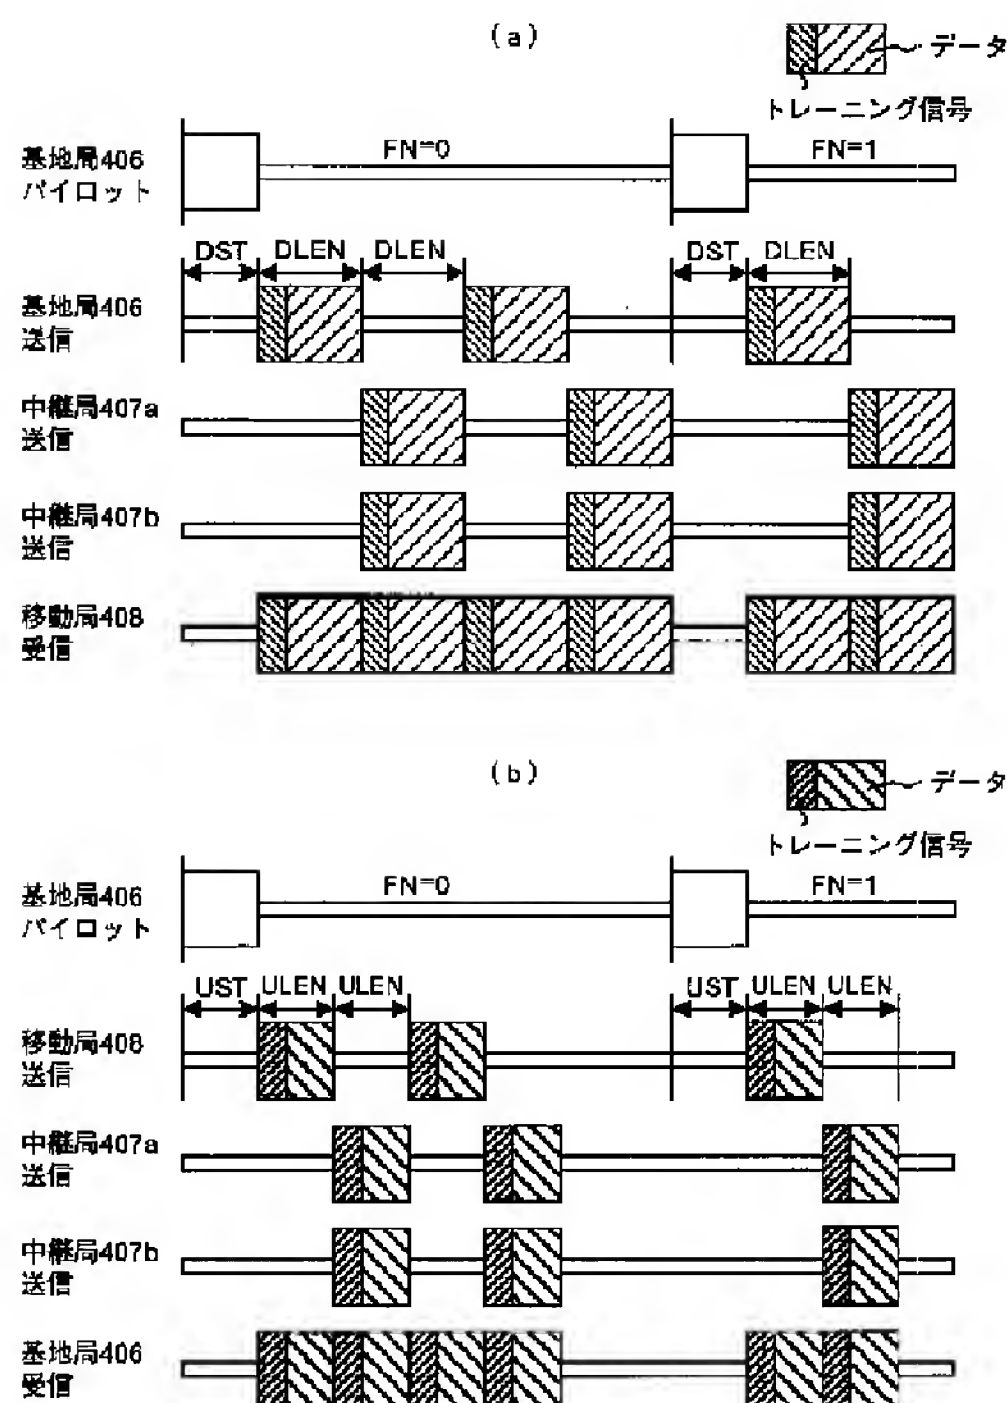 (a)
データ
トレーニング信号
基地局406
パイロット
FN=0
FN=1
DST
DLEN
DLEN
DST
DLEN
基地局406
送信
中継局407a
送信
中継局407b
送信
移動局408
受信
(b)
データ
トレーニング信号
基地局406
パイロット
FN=0
FN=1
UST
ULEN
ULEN
UST
ULEN
ULEN
移動局408
送信
中継局407a
送信
中継局407b
送信
基地局406
受信